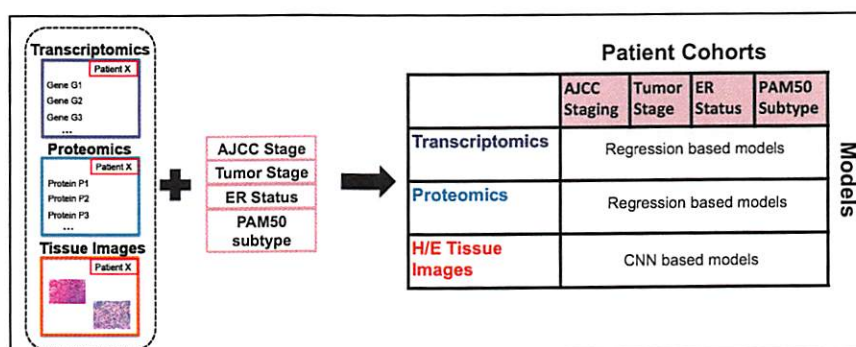 Transcriptomics
Patient X
Gene G1
Gene G2
Gene G3
...
Proteomics
Patient X
Protein P1
Protein P2
Protein P3
...
Tissue Images
Patient X
AJCC Stage
Tumor Stage
ER Status
PAM50
subtype
Patient Cohorts
AJCC
Staging
Tumor
Stage
ER
Status
PAM50
Subtype
Transcriptomics
Regression based models
Proteomics
Regression based models
H/E Tissue
Images
CNN based models
Models